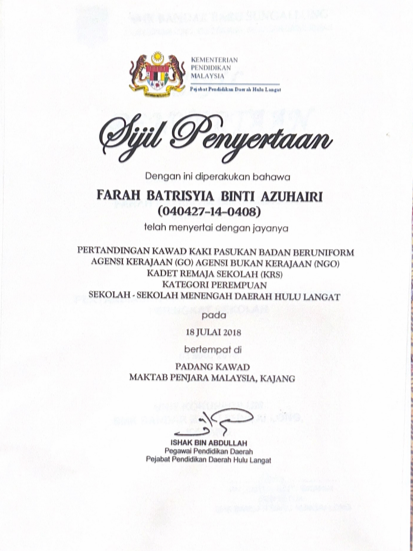 KEMENTERIAN
PENDIDIKAN
MALAYSIA
Pejabat Pendidikan Daerah Hulu Langat
Sijil Penyertaan
Dengan ini diperakukan bahawa
FARAH BATRISYIA BINTI AZUHAIRI
(040427-14-0408)
telah menyertai dengan jayanya
PERTANDINGAN KAWAD KAKI PASUKAN BADAN BERUNIFORM
AGENSI KERAJAAN (GO) AGENSI BUKAN KERAJAAN (NGO)
KADET REMAJA SEKOLAH (KRS)
KATEGORI PEREMPUAN
SEKOLAH - SEKOLAH MENENGAH DAERAH HULU LANGAT
pada
18 JULAI 2018
bertempat di
PADANG KAWAD
MAKTAB PENJARA MALAYSIA, KAJANG
ISHAK BIN ABDULLAH
Pegawai Pendidikan Daerah
Pejabat Pendidikan Daerah Hulu Langat